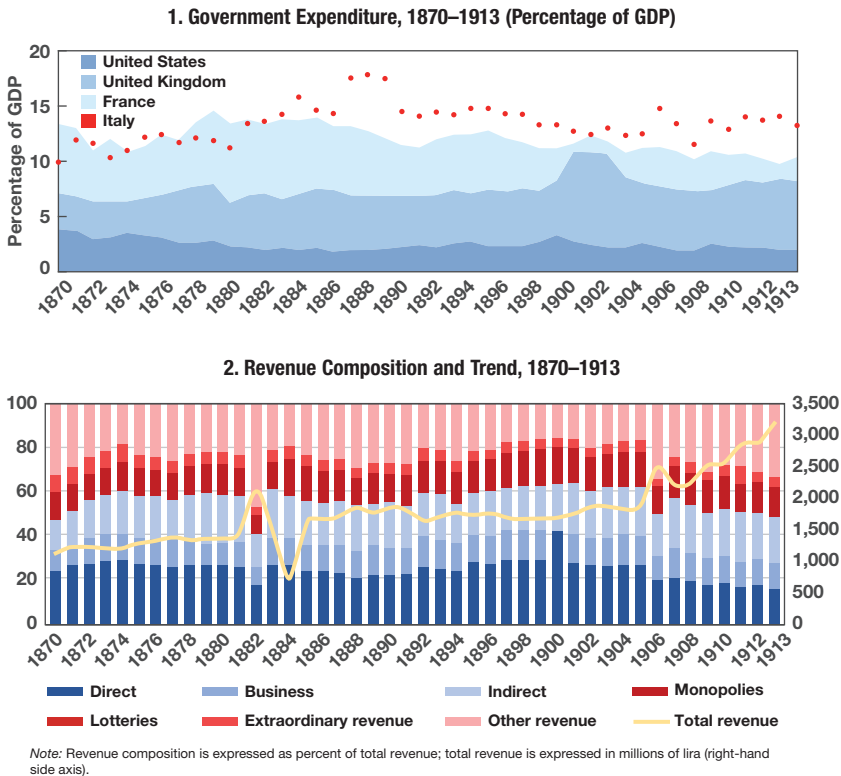 1. Government Expenditure, 1870–1913 (Percentage of GDP)
Percentage of GDP
20
15
10
5
0
United States
United Kingdom
France
Italy
1870 1872 1874 1876 1878 1880 1882 1884 1886 1890 1892 1894 1896 1898 1900 1902 1904 1906 1908 1910 1912 1913
2. Revenue Composition and Trend, 1870–1913
100
80
60
40
20
0
3,500
3,000
2,500
2,000
1,500
1,000
500
0
1870 1872 1874 1876 1878 1880 1882 1884 1886 1888 1890 1892 1894 1896 1898 1900 1902 1904 1906 1908 1910 1912 1913
Direct Business Indirect Monopolies
Lotteries Extraordinary revenue Other revenue Total revenue
Note: Revenue composition is expressed as percent of total revenue; total revenue is expressed in millions of lira (right-hand
side axis).